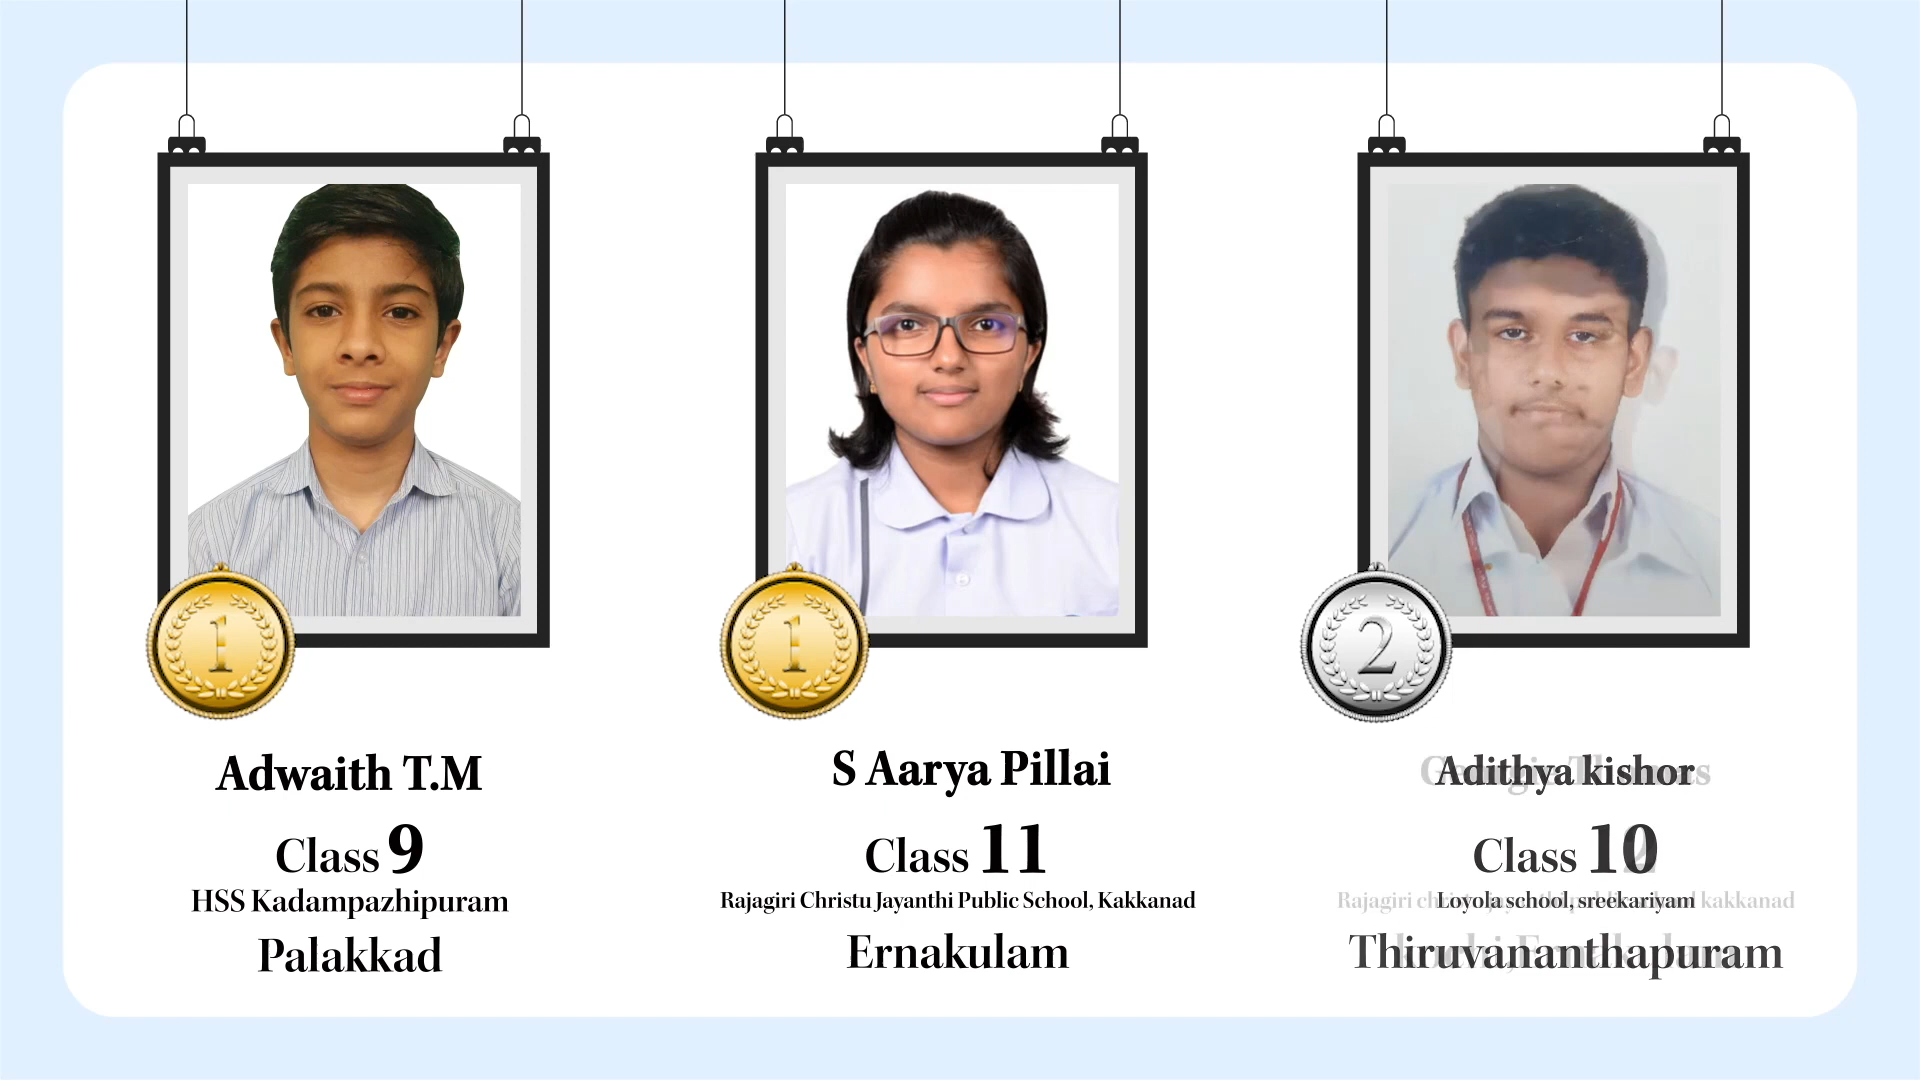 1
1
2
Adwaith T.M
Class 9
HSS Kadampazhipuram
Palakkad
S Aarya Pillai
Class 11
Rajagiri Christu Jayanthi Public School, Kakkanad
Ernakulam
Adithya kishor
Class 10
Loyola school, sreekariyam
Thiruvananthapuram